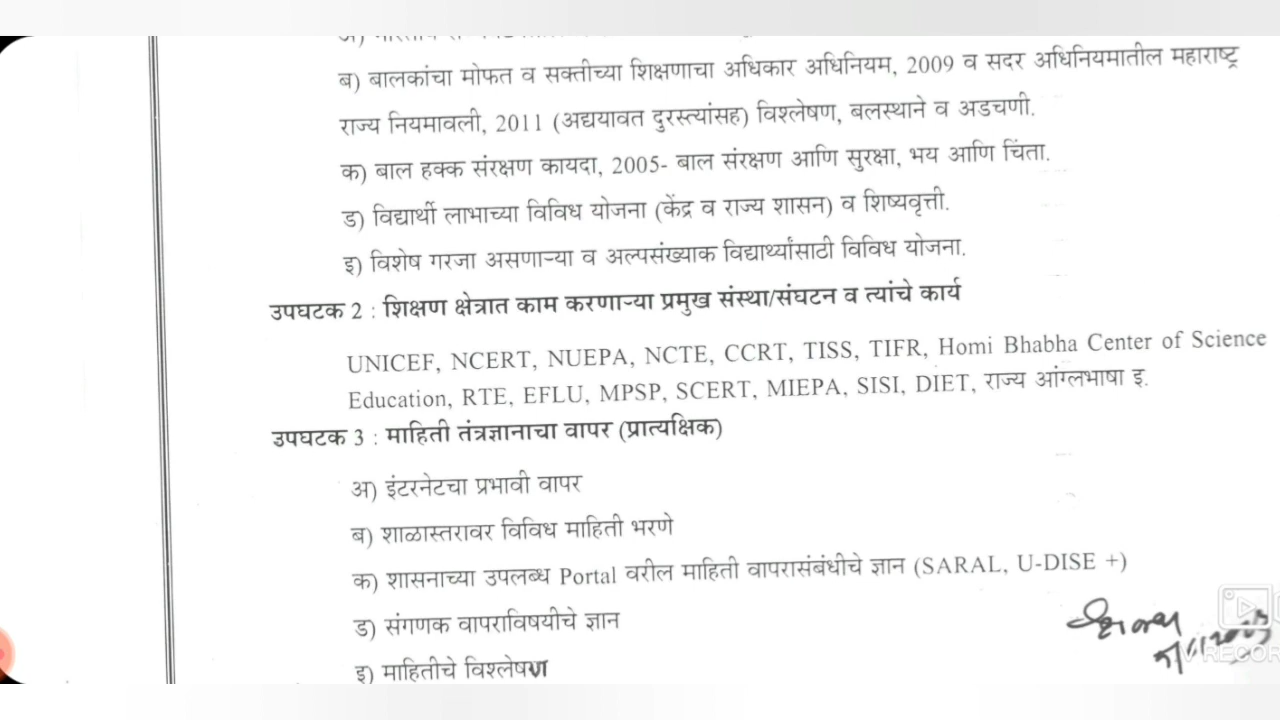 ब) बालकांचा मोफत व सक्तीच्या शिक्षणाचा अधिकार अधिनियम, 2009 व सदर अधिनियमातील महाराष्ट्र
राज्य नियमावली, 2011 (अद्ययावत दुरस्त्यांसह) विश्लेषण, बलस्थाने व अडचणी.
क) बाल हक्क संरक्षण कायदा, 2005- बाल संरक्षण आणि सुरक्षा, भय आणि चिंता.
ड) विद्यार्थी लाभाच्या विविध योजना (केंद्र व राज्य शासन) व शिष्यवृत्ती.
इ) विशेष गरजा असणाऱ्या व अल्पसंख्याक विद्यार्थ्यांसाठी विविध योजना.
उपघटक 2 : शिक्षण क्षेत्रात काम करणाऱ्या प्रमुख संस्था/संघटन व त्यांचे कार्य
UNICEF, NCERT, NUEPA, NCTE, CCRT, TISS, TIFR, Homi Bhabha Center of Science
Education, RTE, EFLU, MPSP, SCERT, MIEPA, SISI, DIET, राज्य आंग्लभाषा इ.
उपघटक 3 : माहिती तंत्रज्ञानाचा वापर (प्रात्यक्षिक)
अ) इंटरनेटचा प्रभावी वापर
ब) शाळास्तरावर विविध माहिती भरणे
क) शासनाच्या उपलब्ध Portal वरील माहिती वापरासंबंधीचे ज्ञान (SARAL, U-DISE +)
ड) संगणक वापराविषयीचे ज्ञान
इ) माहितीचे विश्लेषण